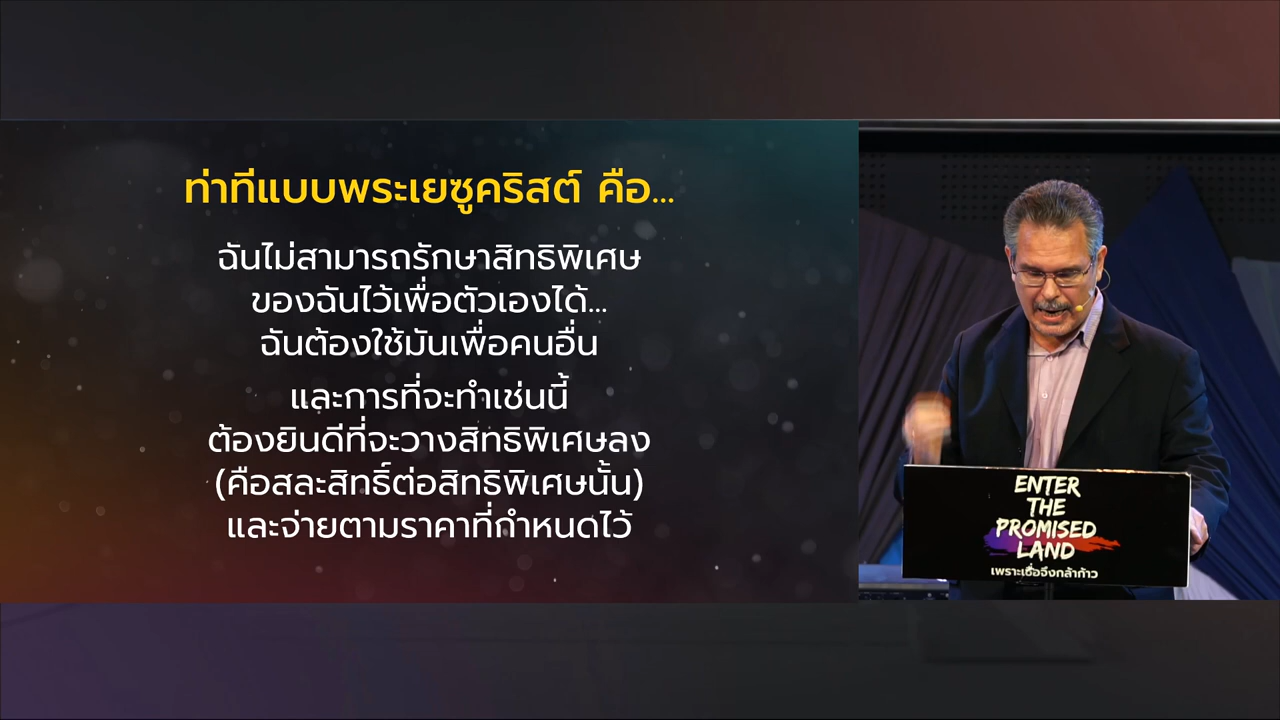 ท่าทีแบบพระเยซูคริสต์ คือ...
ฉันไม่สามารถรักษาสิทธิพิเศษ
ของฉันไว้เพื่อตัวเองได้...
ฉันต้องใช้มันเพื่อคนอื่น
และการที่จะทำเช่นนี้
ต้องยินดีที่จะวางสิทธิพิเศษลง
(คือสละสิทธิ์ต่อสิทธิพิเศษนั้น)
และจ่ายตามราคาที่กำหนดไว้
ENTER
THE
PROMISED
LAND
เพราะเชื่อจึงกล้าก้าว